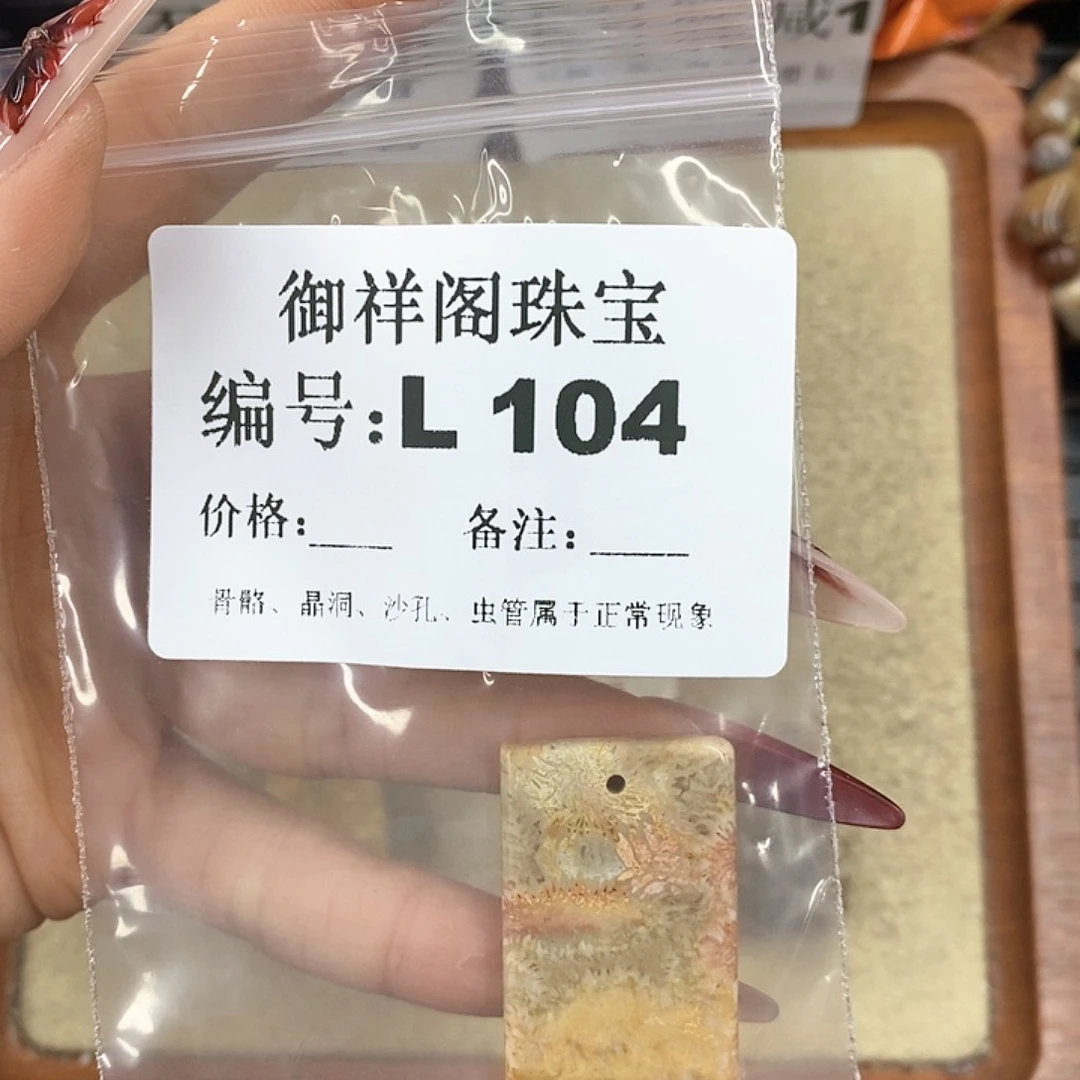 御祥阁珠宝
编号:L 104
价格:____ 备注:____
骨骼、晶洞、沙孔、虫管属于正常现象